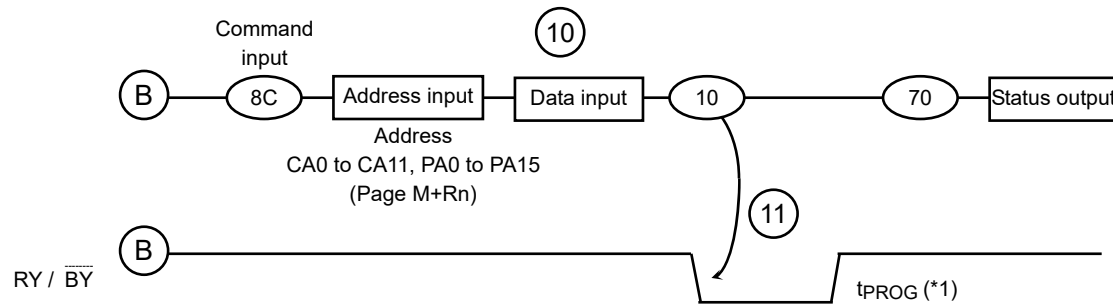 Command
input
10
B
8C
Address input
Data input
10
70
Status output
Address
CA0 to CA11, PA0 to PA15
(Page M+Rn)
11
B
RY / BY
tPROG (*1)